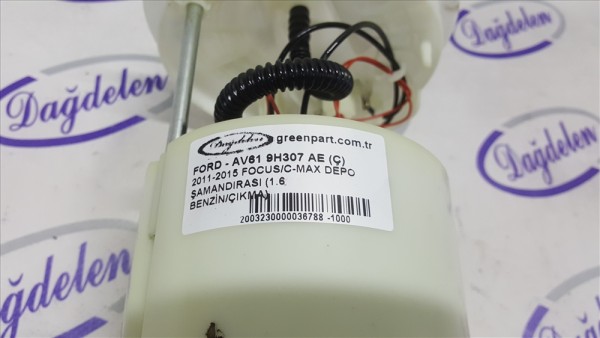 Dağdelen
Dağdelen greenpart.com.tr
FORD - AV61 9H307 AE (Ç)
2011-2015 FOCUS/C-MAX DEPO
ŞAMANDIRASI (1.6
BENZİN/ÇIKMA)
2003230000036788 -1000
Dağdelen
Dağdelen
Dağdelen